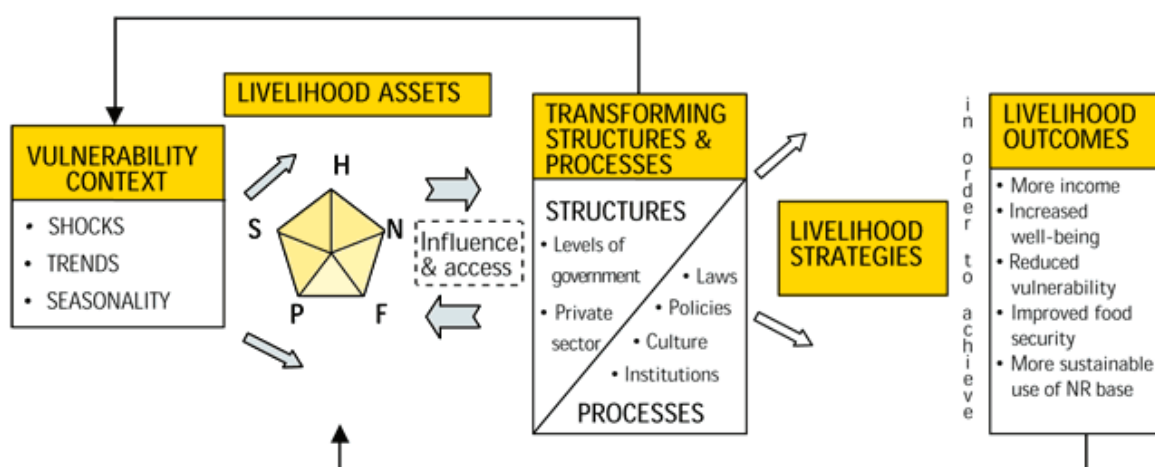 LIVELIHOOD ASSETS
VULNERABILITY
CONTEXT
• SHOCKS
• TRENDS
• SEASONALITY
H
S
N
P
F
Influence
& access
TRANSFORMING
STRUCTURES &
PROCESSES
STRUCTURES
• Levels of
government
• Private
sector
• Laws
• Policies
• Culture
• Institutions
PROCESSES
LIVELIHOOD
STRATEGIES
in order to achieve
LIVELIHOOD
OUTCOMES
• More income
• Increased
well-being
• Reduced
vulnerability
• Improved food
security
• More sustainable
use of NR base